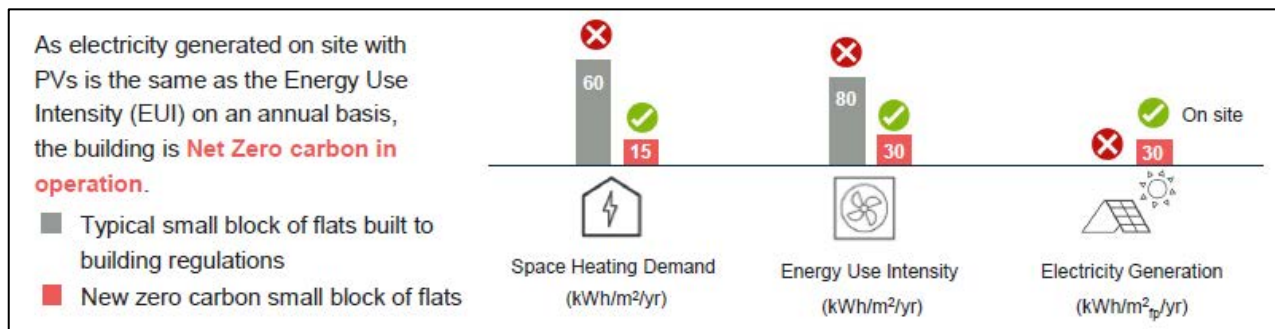 As electricity generated on site with
PVs is the same as the Energy Use
Intensity (EUI) on an annual basis,
the building is Net Zero carbon in
operation.
Typical small block of flats built to
building regulations
New zero carbon small block of flats
60
15
Space Heating Demand
(kWh/m²/yr)
80
30
Energy Use Intensity
(kWh/m²/yr)
On site
30
Electricity Generation
(kWh/m²fp/yr)